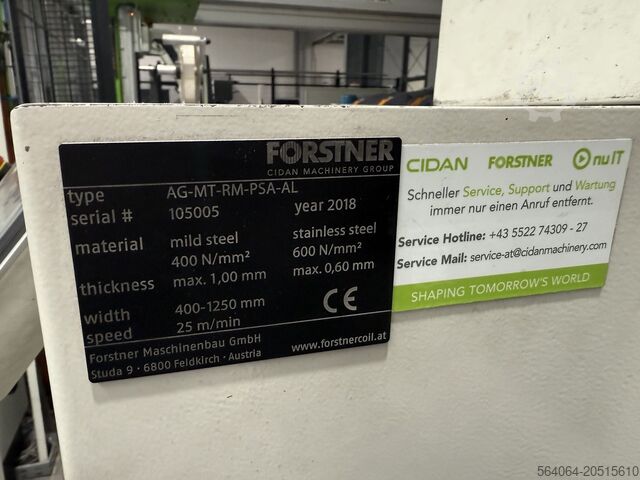 FORSTNER
CIDAN MACHINERY GROUP
type AG-MT-RM-PSA-AL
serial # 105005 year 2018
material mild steel stainless steel
400 N/mm² 600 N/mm²
thickness max. 1,00 mm max. 0,60 mm
width 400-1250 mm
speed 25 m/min
CE
Forstner Maschinenbau GmbH
Studa 9 · 6800 Feldkirch · Austria www.forstnercoil.at
CIDAN FORSTNER nuIT
Schneller Service, Support und Wartung
immer nur einen Anruf entfernt.
Service Hotline: +43 5522 74309 - 27
Service Mail: service-at@cidanmachinery.com
SHAPING TOMORROW'S WORLD
564064-20515610